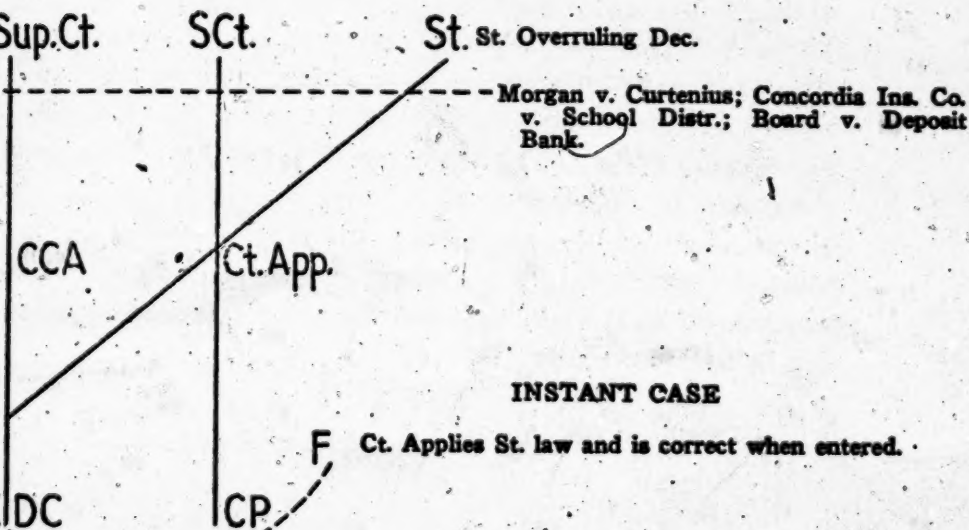 Sup.Ct. SCt. St. St. Overruling Dec.
Morgan v. Curtenius; Concordia Ins. Co.
v. School Distr.; Board v. Deposit
Bank.
CCA Ct.App.
INSTANT CASE
F Ct. Applies St. law and is correct when entered.
DC CP